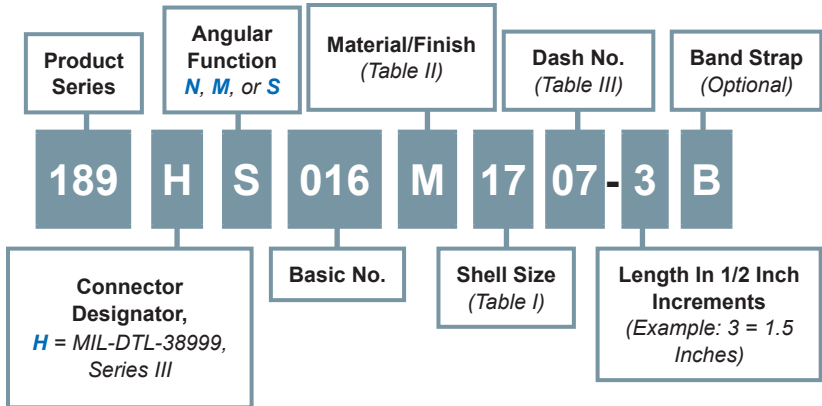 Product
Series
Angular
Function
N, M, or S
Material/Finish
(Table II)
Dash No.
(Table III)
Band Strap
(Optional)
189 H S 016 M 17 07 - 3 B
Connector
Designator,
H = MIL-DTL-38999,
Series III
Basic No.
Shell Size
(Table I)
Length In 1/2 Inch
Increments
(Example: 3 = 1.5
Inches)